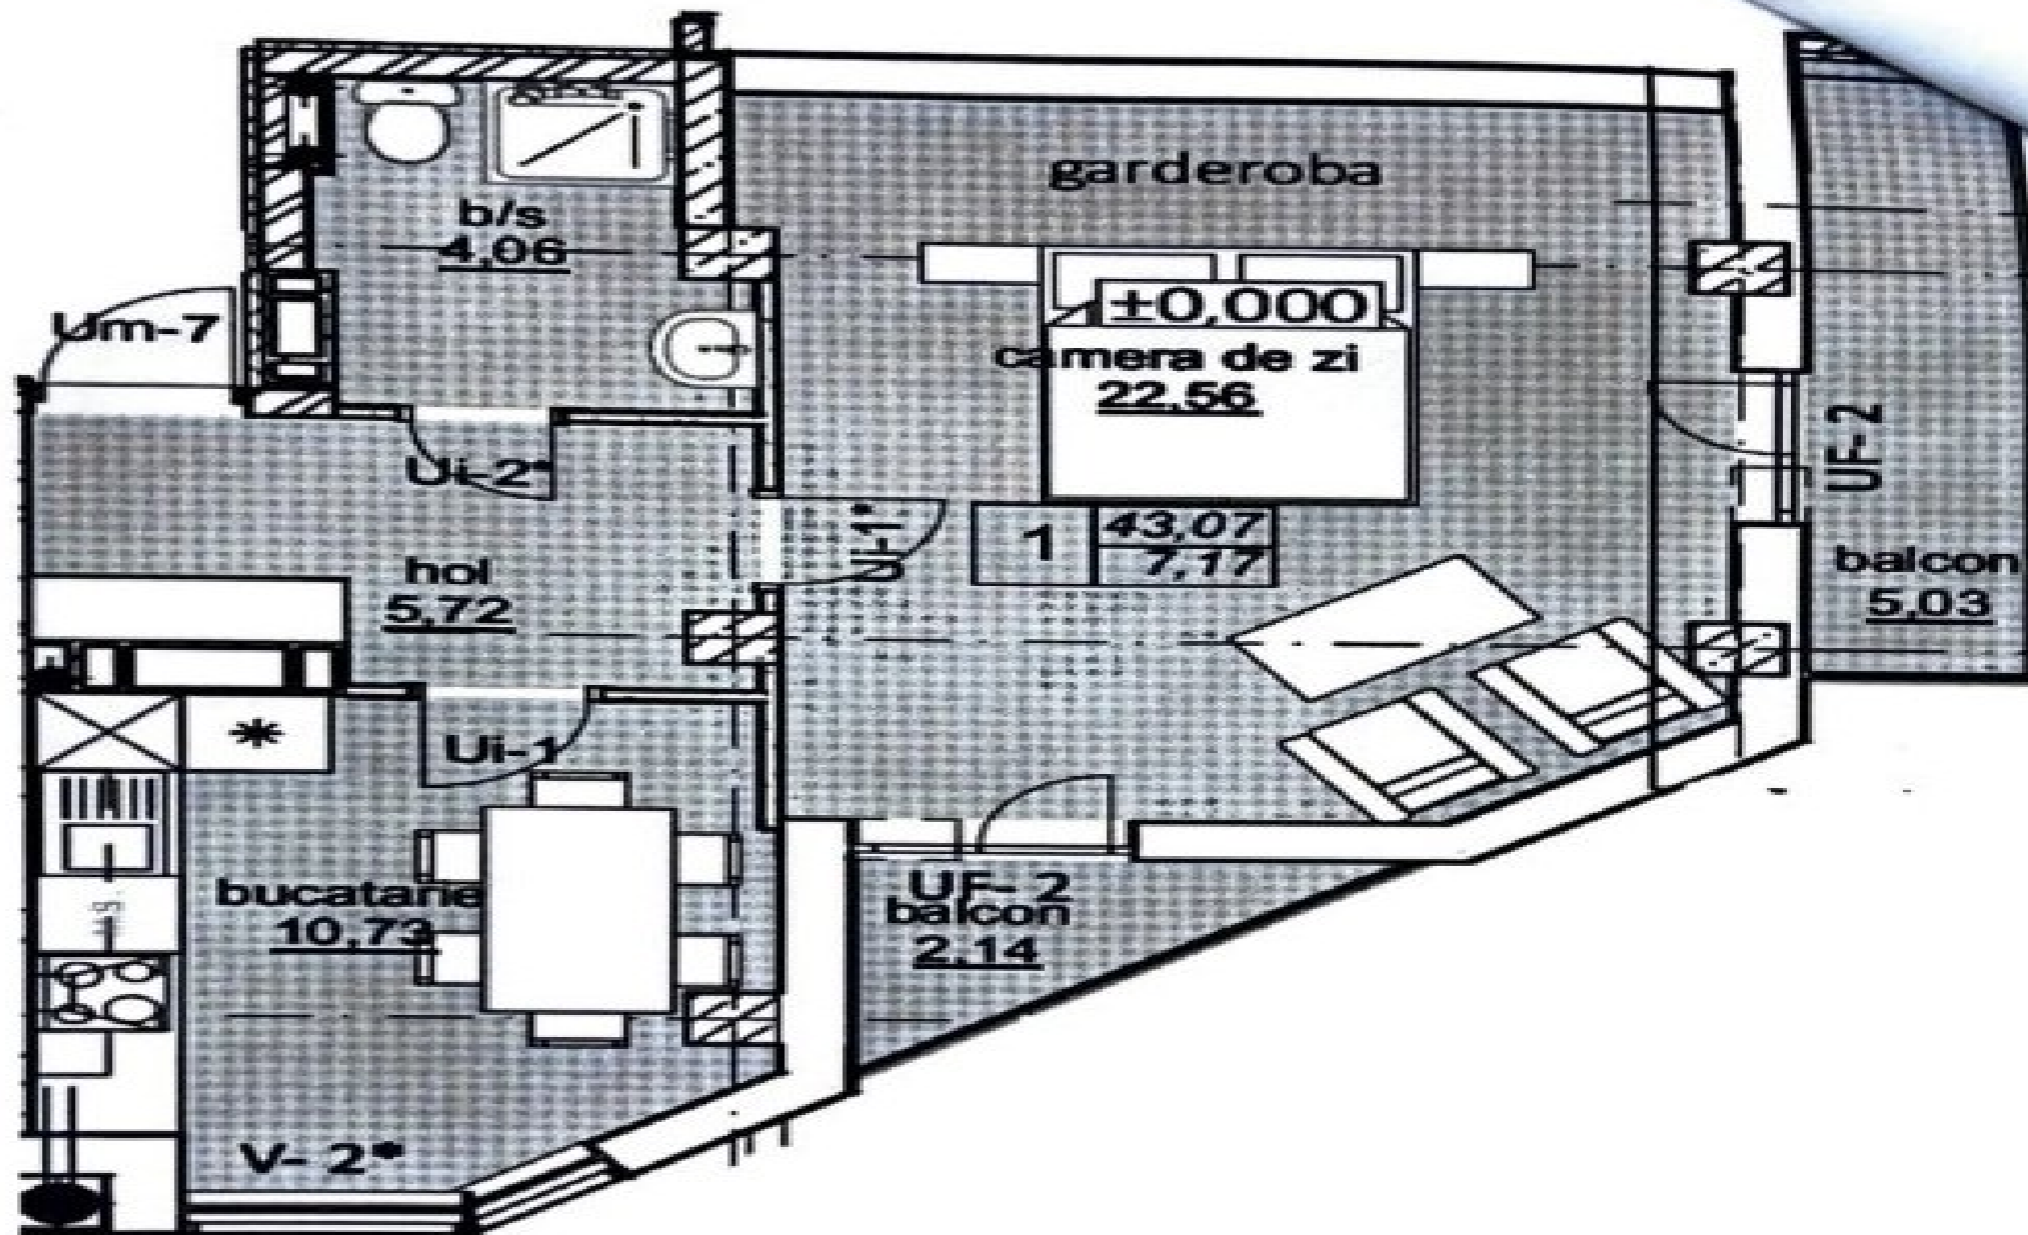 garderoba
b/s
4,06
±0,000
Um-7
camera de zi
22,56
UF-2
Ui-2*
Ui-1*
1
43,07
7,17
hol
5,72
balcon
5,03
Ui-1
bucatarie
10,73
UF- 2
balcon
2,14
V- 2*